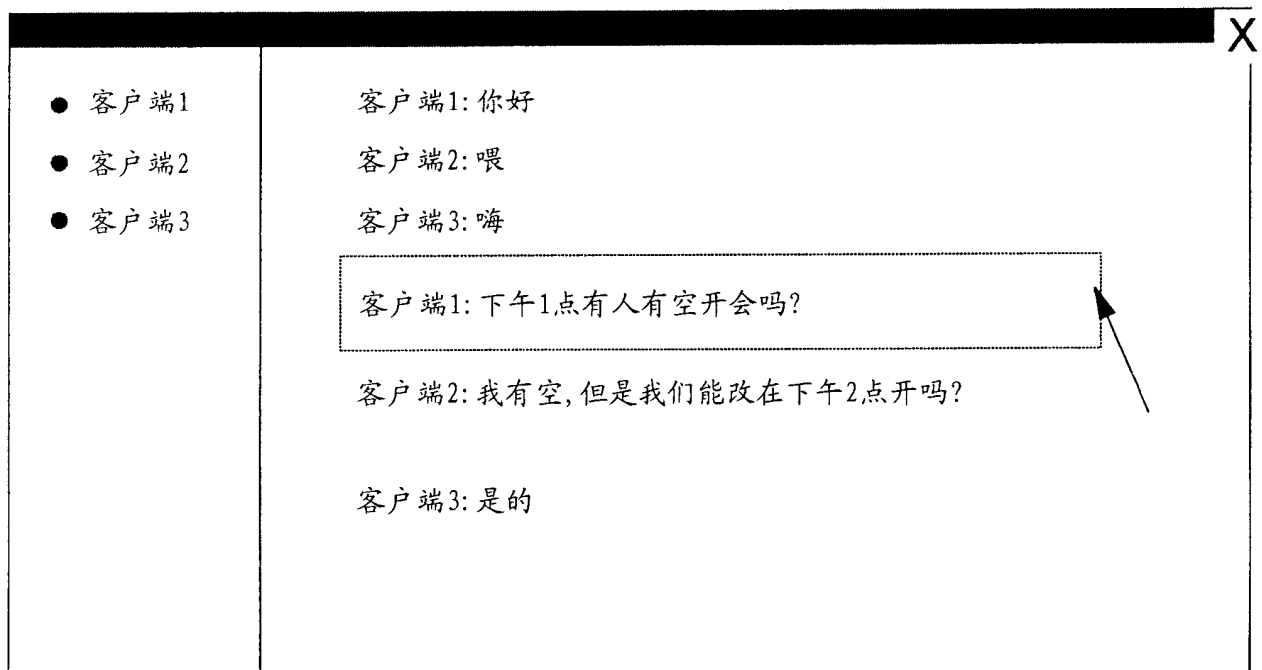 X
● 客户端1
● 客户端2
● 客户端3
客户端1: 你好
客户端2: 喂
客户端3: 嗨
客户端1: 下午1点有人有空开会吗?
客户端2: 我有空, 但是我们能改在下午2点开吗?
客户端3: 是的